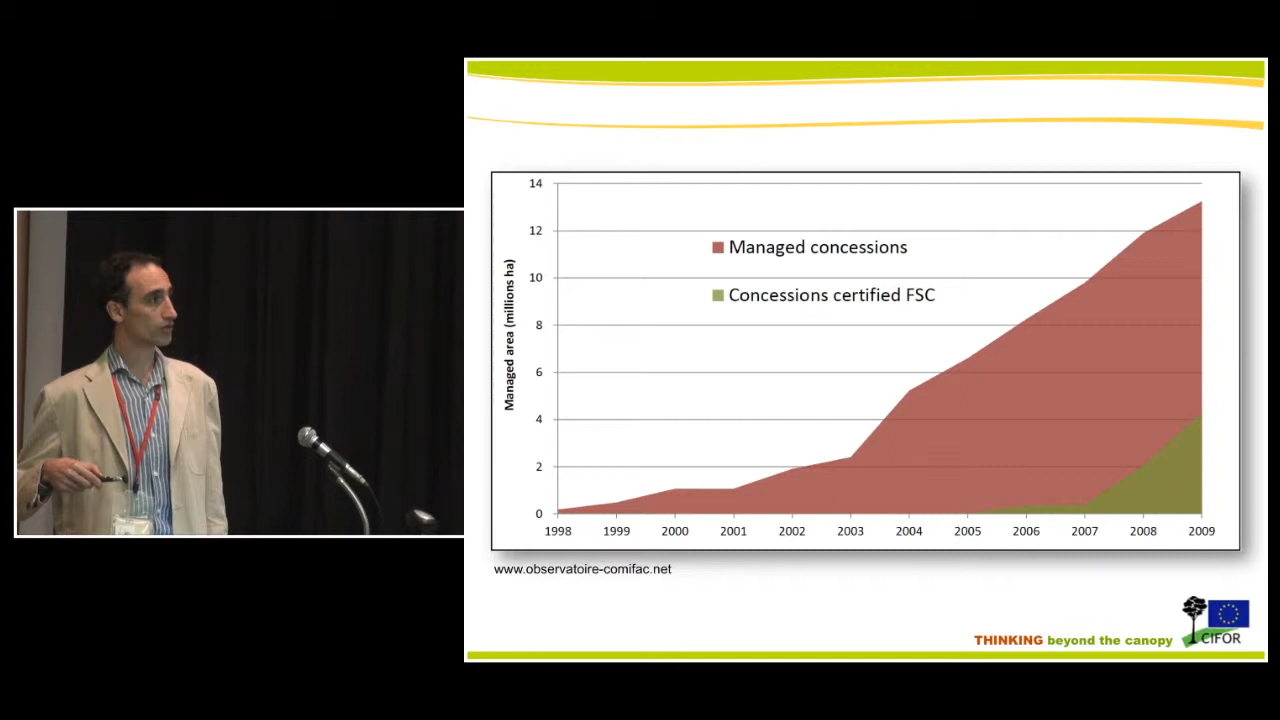 14
12
10
8
6
4
2
0
Managed area (millions ha)
Managed concessions
Concessions certified FSC
1998 1999 2000 2001 2002 2003 2004 2005 2006 2007 2008 2009
www.observatoire-comifac.net
THINKING beyond the canopy
CIFOR